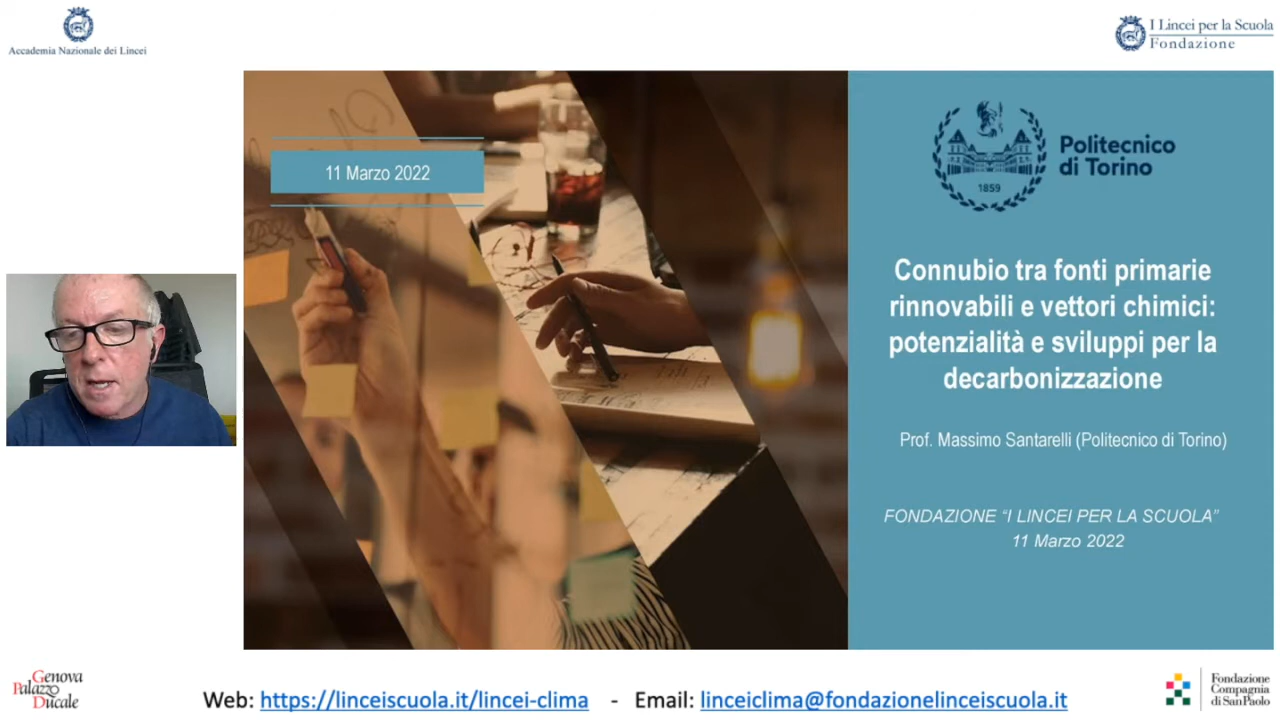 Accademia Nazionale dei Lincei
I Lincei per la Scuola
Fondazione
11 Marzo 2022
Politecnico
di Torino
1859
Connubio tra fonti primarie
rinnovabili e vettori chimici:
potenzialità e sviluppi per la
decarbonizzazione
Prof. Massimo Santarelli (Politecnico di Torino)
FONDAZIONE “I LINCEI PER LA SCUOLA”
11 Marzo 2022
Genova
Palazzo
Ducale
Web: https://linceiscuola.it/lincei-clima - Email: linceiclima@fondazionelinceiscuola.it
Fondazione
Compagnia
di San Paolo